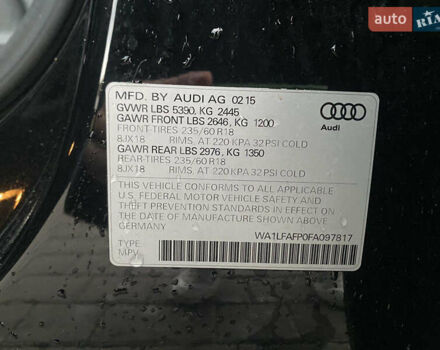 auto RIA
MFD. BY AUDI AG 02 15
GVWR LBS 5390, KG 2445
GAWR FRONT LBS 2646, KG 1200
FRONT-TIRES 235/60 R18
8JX18 RIMS, AT 220 KPA 32 PSI COLD
GAWR REAR LBS 2976, KG 1350
REAR-TIRES 235/60 R18
8JX18 RIMS, AT 220 KPA 32 PSI COLD
Audi
THIS VEHICLE CONFORMS TO ALL APPLICABLE
U.S. FEDERAL MOTOR VEHICLE SAFETY AND
THEFT PREVENTION STANDARDS IN EFFECT ON
THE DATE OF MANUFACTURE SHOWN ABOVE
GERMANY
WA1LFAFP0FA097817
TYPE
MPV